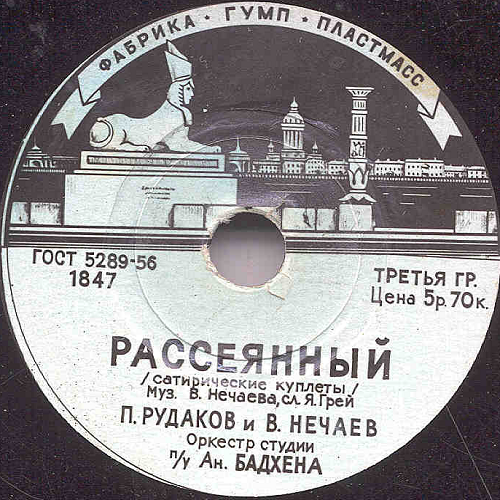 ФАБРИКА · ГУМП · ПЛАСТМАСС
ГОСТ 5289-56
1847
ТРЕТЬЯ ГР.
Цена 5р.70к.
РАССЕЯННЫЙ
/сатирические куплеты/
Муз. В. Нечаева, сл. Я. Грей
П. РУДАКОВ и В. НЕЧАЕВ
Оркестр студии
п/у Ан. БАДХЕНА